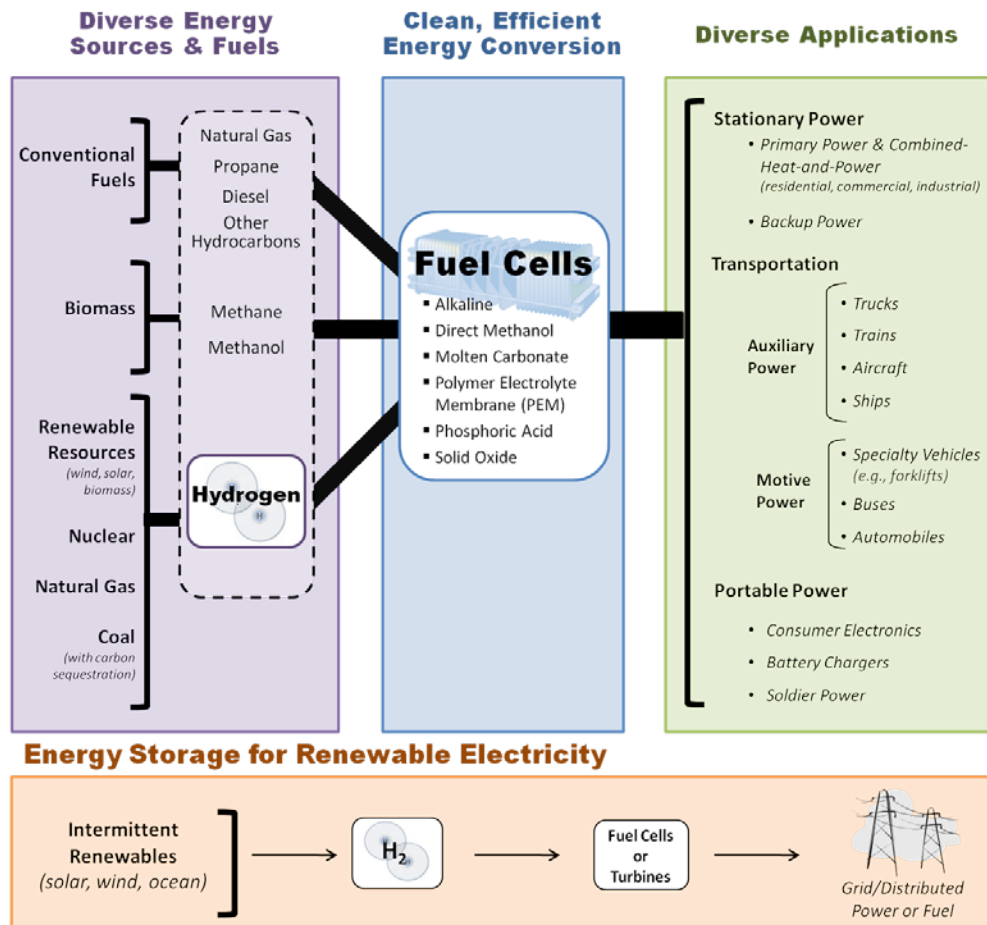 Diverse Energy
Sources & Fuels
Clean, Efficient
Energy Conversion
Diverse Applications
Conventional
Fuels
Natural Gas
Propane
Diesel
Other
Hydrocarbons
Biomass
Methane
Methanol
Renewable
Resources
(wind, solar,
biomass)
Nuclear
Natural Gas
Coal
(with carbon
sequestration)
Hydrogen
H
Fuel Cells
▪ Alkaline
▪ Direct Methanol
▪ Molten Carbonate
▪ Polymer Electrolyte
Membrane (PEM)
▪ Phosphoric Acid
▪ Solid Oxide
Stationary Power
• Primary Power & Combined-
Heat-and-Power
(residential, commercial, industrial)
• Backup Power
Transportation
Auxiliary
Power
• Trucks
• Trains
• Aircraft
• Ships
Motive
Power
• Specialty Vehicles
(e.g., forklifts)
• Buses
• Automobiles
Portable Power
• Consumer Electronics
• Battery Chargers
• Soldier Power
Energy Storage for Renewable Electricity
Intermittent
Renewables
(solar, wind, ocean)
H₂
Fuel Cells
or
Turbines
Grid/Distributed
Power or Fuel